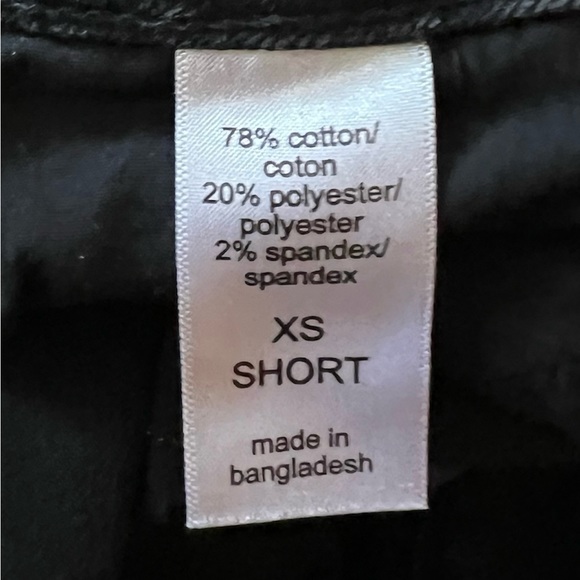 78% cotton/
coton
20% polyester/
polyester
2% spandex/
spandex
XS
SHORT
made in
bangladesh